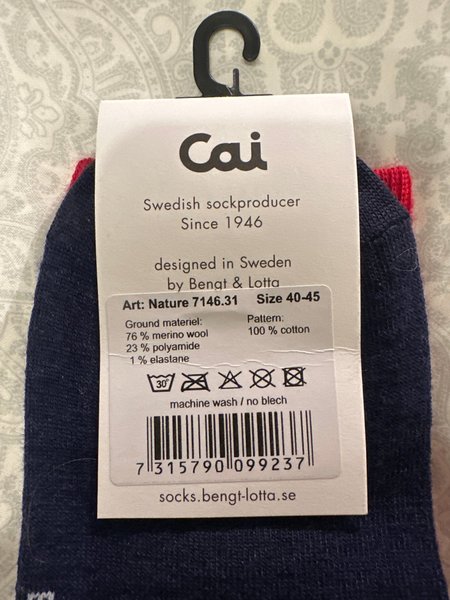 Cai
Swedish sockproducer
Since 1946
designed in Sweden
by Bengt & Lotta
Art: Nature 7146.31 Size 40-45
Ground materiel: Pattern:
76 % merino wool 100 % cotton
23 % polyamide
1 % elastane
30°
machine wash / no blech
7 315790 099237
socks.bengt-lotta.se